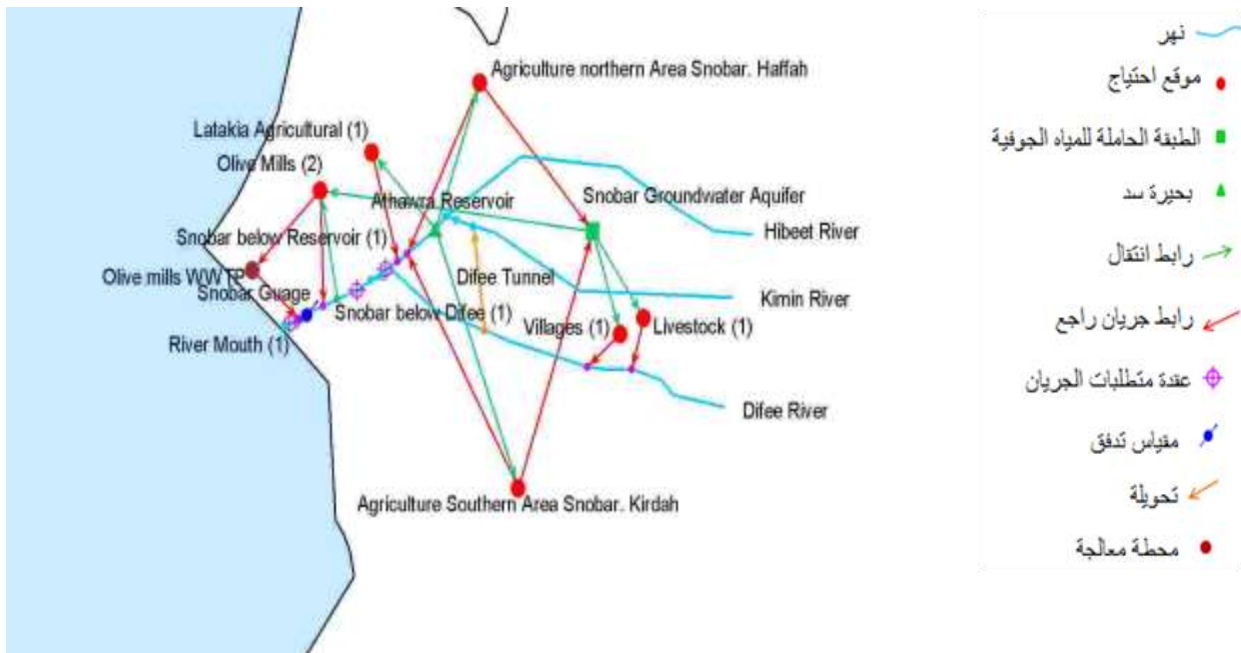 Agriculture northern Area Snobar. Haffah
Latakia Agricultural (1)
Olive Mills (2)
Athawra Reservoir
Snobar Groundwater Aquifer
Snobar below Reservoir (1)
Hibeet River
Olive mills WWTP
Difee Tunnel
Snobar Guage
Kimin River
Snobar below Difee (1)
Villages (1)
Livestock (1)
River Mouth (1)
Difee River
Agriculture Southern Area Snobar. Kirdah
نهر
موقع احتياج
الطبقة الحاملة للمياه الجوفية
بحيرة سد
رابط انتقال
رابط جريان راجع
عقدة متطلبات الجريان
مقياس تدفق
تحويلة
محطة معالجة